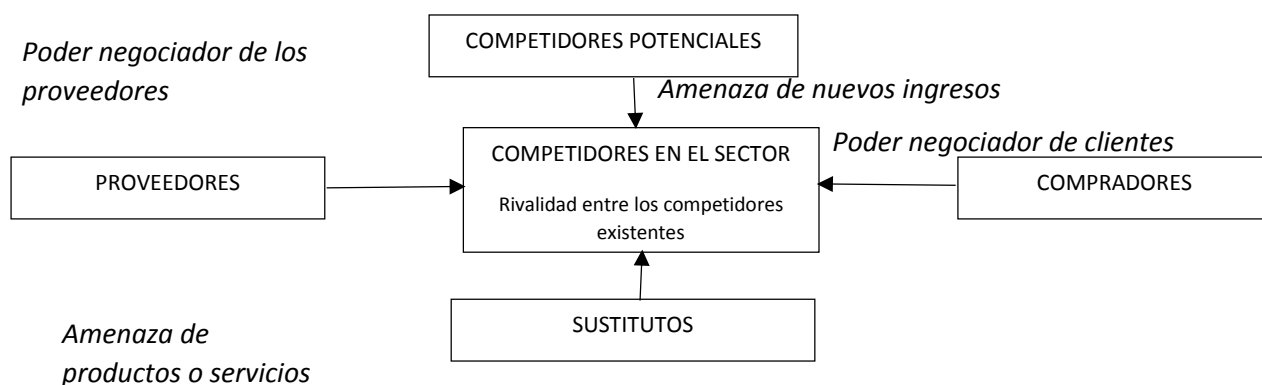 Poder negociador de los
proveedores
COMPETIDORES POTENCIALES
Amenaza de nuevos ingresos
Poder negociador de clientes
PROVEEDORES
COMPETIDORES EN EL SECTOR
Rivalidad entre los competidores
existentes
COMPRADORES
SUSTITUTOS
Amenaza de
productos o servicios